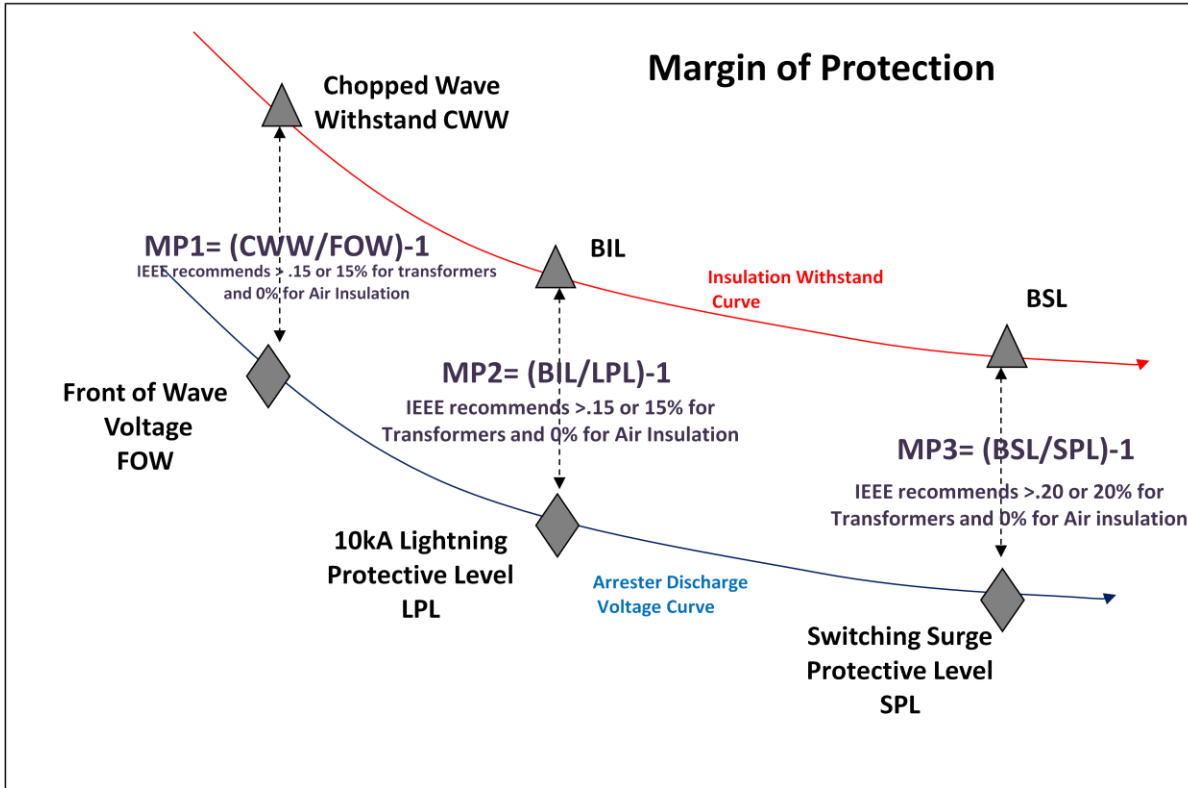 Margin of Protection
Chopped Wave
Withstand CWW
MP1= (CWW/FOW)-1
IEEE recommends > .15 or 15% for transformers
and 0% for Air Insulation
BIL
Insulation Withstand
Curve
BSL
Front of Wave
Voltage
FOW
MP2= (BIL/LPL)-1
IEEE recommends >.15 or 15% for
Transformers and 0% for Air Insulation
MP3= (BSL/SPL)-1
IEEE recommends >.20 or 20% for
Transformers and 0% for Air insulation
10kA Lightning
Protective Level
LPL
Arrester Discharge
Voltage Curve
Switching Surge
Protective Level
SPL